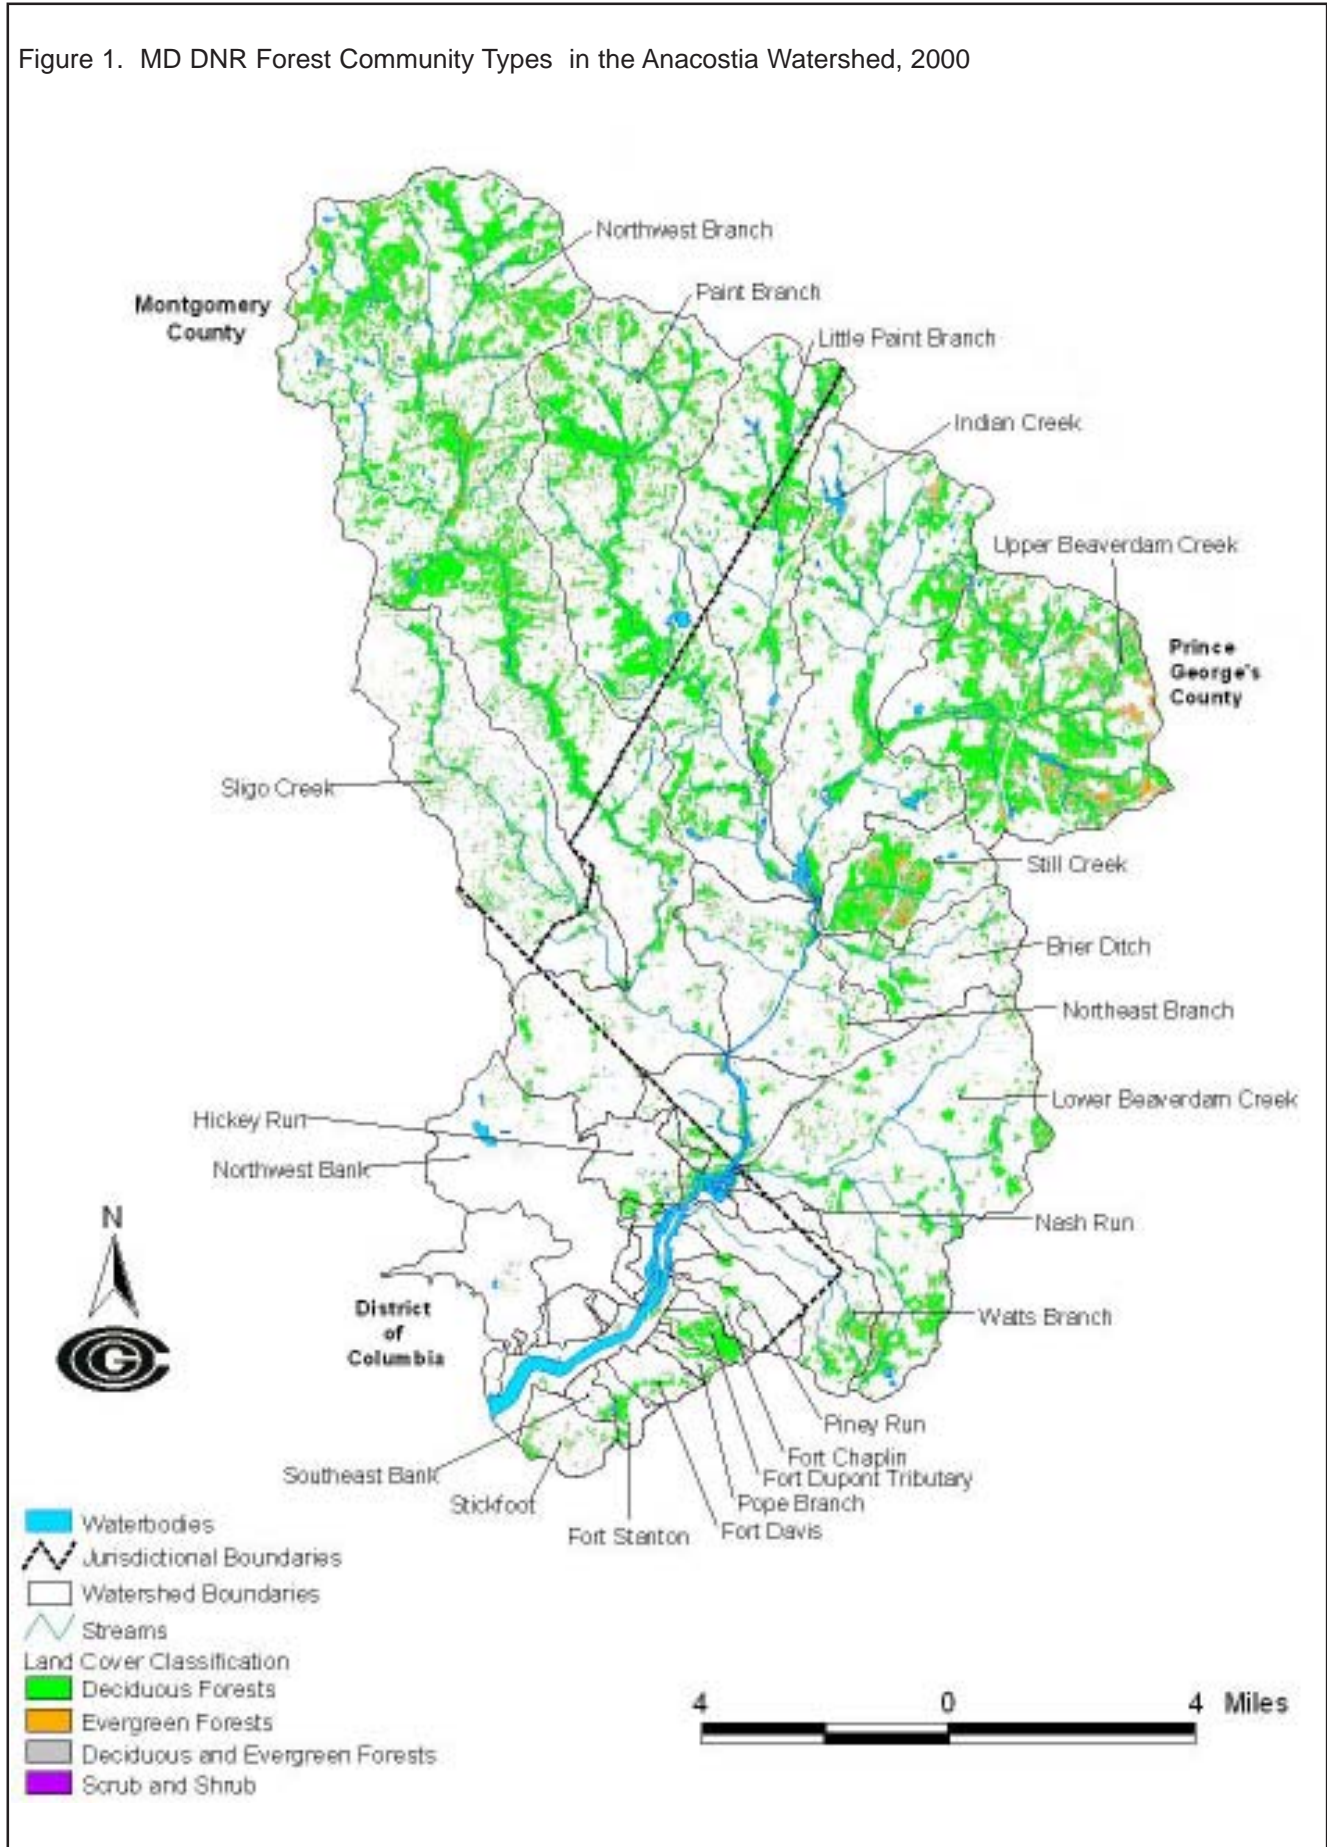 Figure 1. MD DNR Forest Community Types in the Anacostia Watershed, 2000
Northwest Branch
Paint Branch
Montgomery
County
Little Paint Branch
Indian Creek
Upper Beaverdam Creek
Prince
George's
County
Sligo Creek
Still Creek
Brier Ditch
Northeast Branch
Lower Beaverdam Creek
Hickey Run
Northwest Bank
Nash Run
N
District
of
Columbia
Watts Branch
Piney Run
Fort Chaplin
Fort Dupont Tributary
Pope Branch
Fort Davis
Southeast Bank
Stickfoot
Fort Stanton
Waterbodies
Jurisdictional Boundaries
Watershed Boundaries
Streams
Land Cover Classification
Deciduous Forests
Evergreen Forests
Deciduous and Evergreen Forests
Scrub and Shrub
4 0 4 Miles